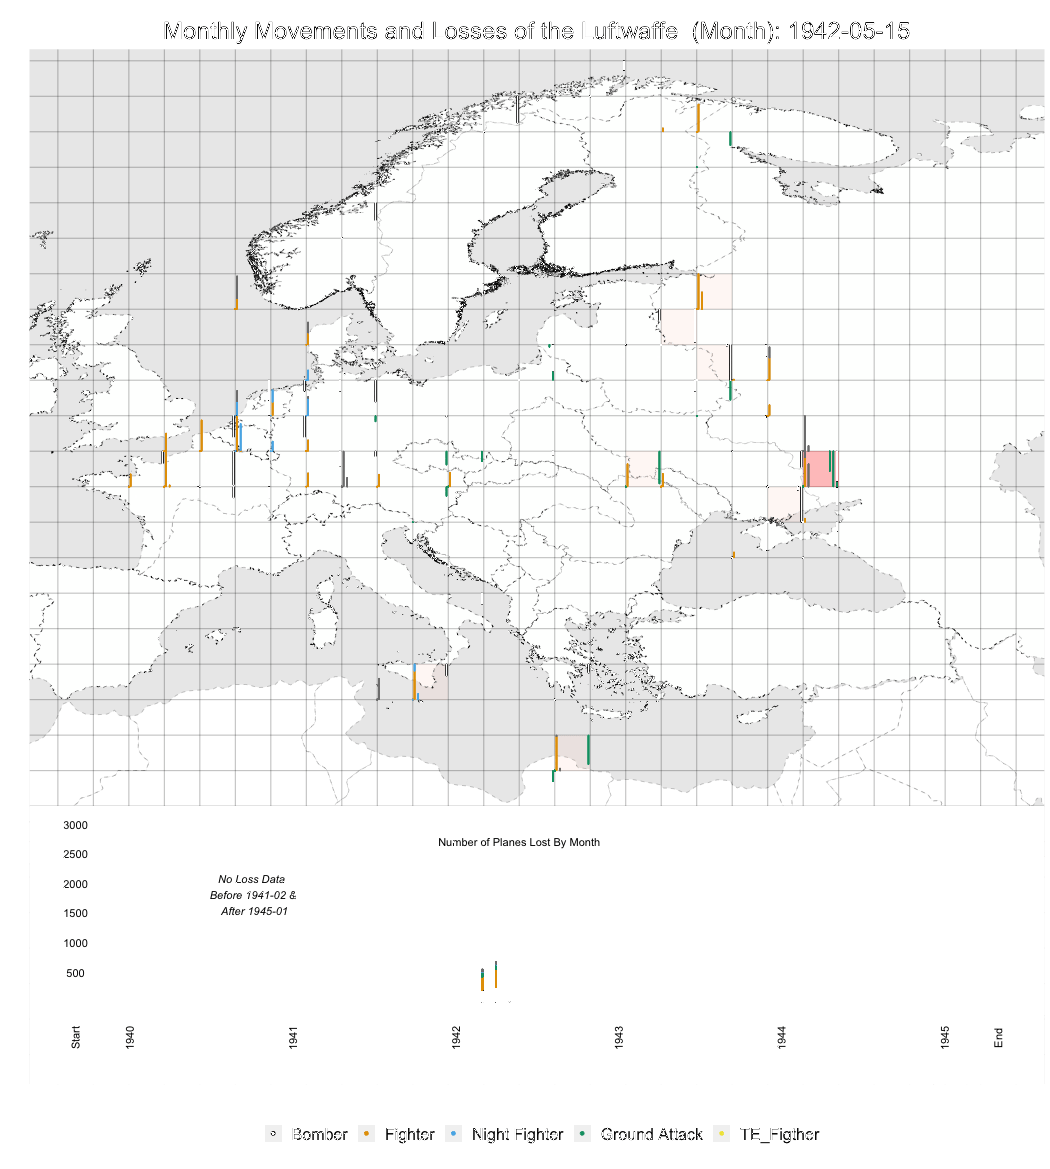 Monthly Movements and Losses of the Luftwaffe (Month): 1942-05-15
3000
Number of Planes Lost By Month
2500
2000
No Loss Data
Before 1941-02 &
After 1945-01
1500
1000
500
Start
1940
1941
1942
1943
1944
1945
End
Bomber Fighter Night Fighter Ground Attack TE_Figther